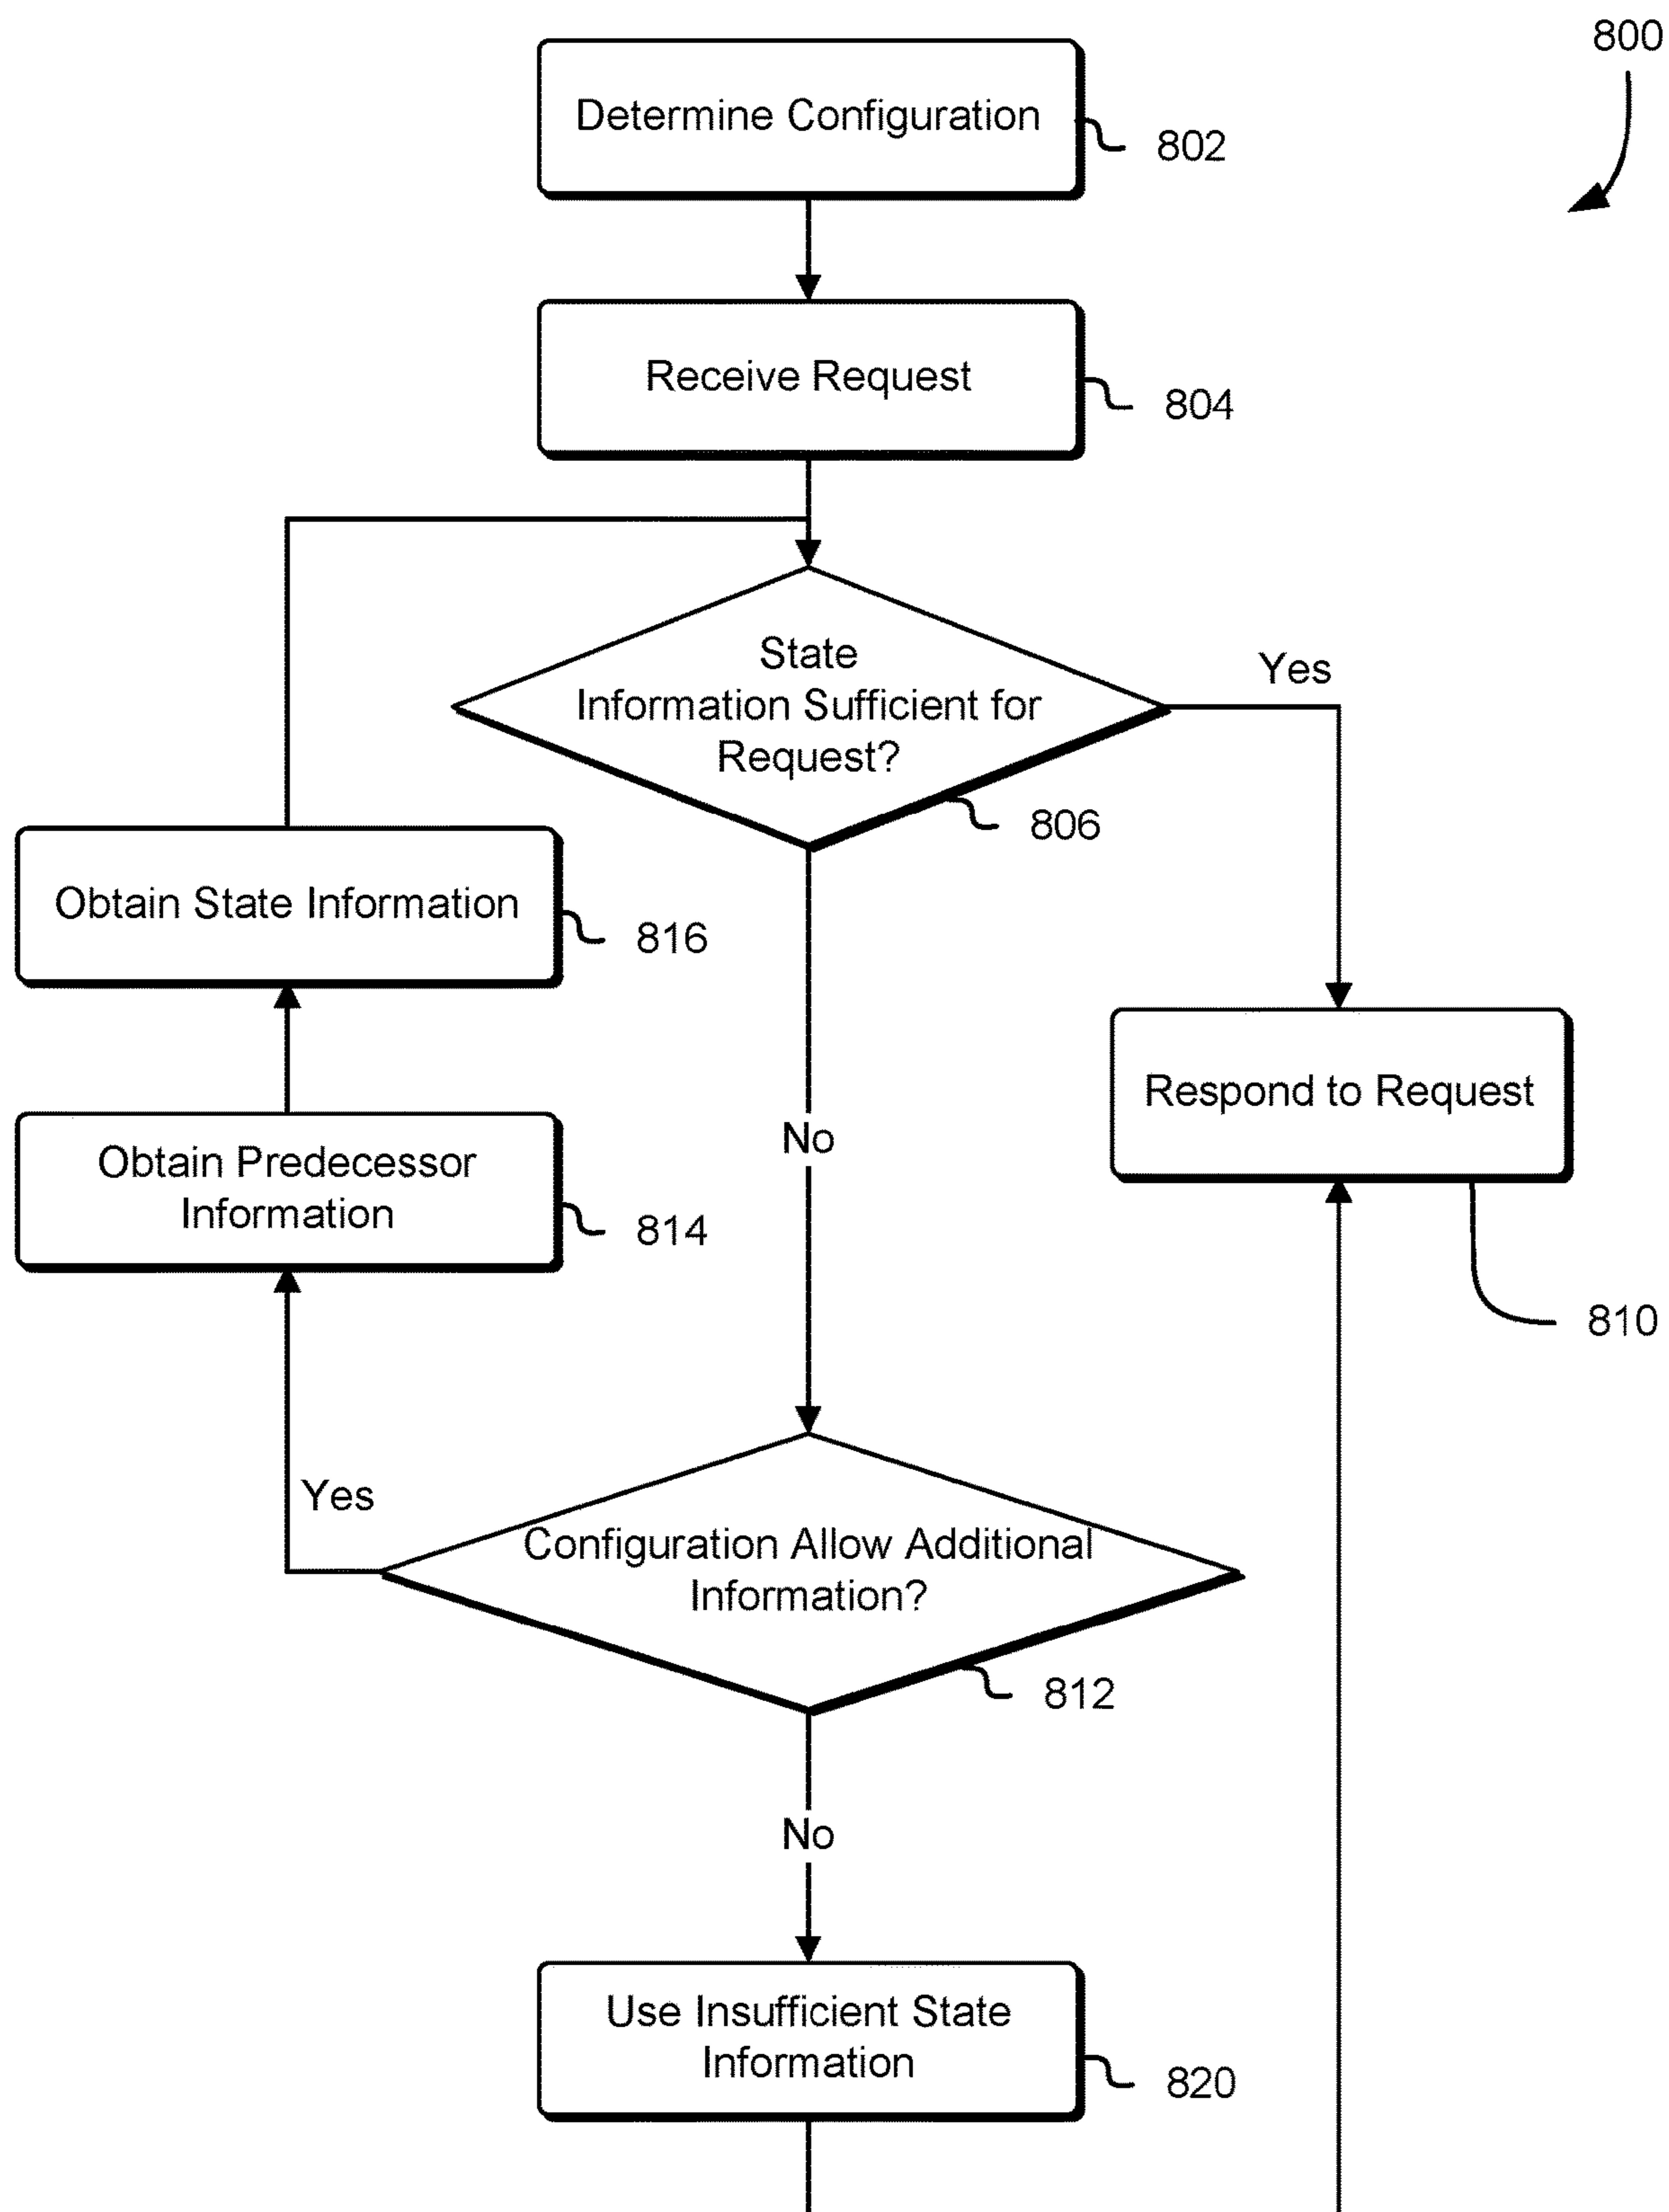 800
Determine Configuration
802
Receive Request
804
State
Information Sufficient for
Request?
Yes
806
Obtain State Information
816
Respond to Request
810
No
Obtain Predecessor
Information
814
Yes
Configuration Allow Additional
Information?
812
No
Use Insufficient State
Information
820